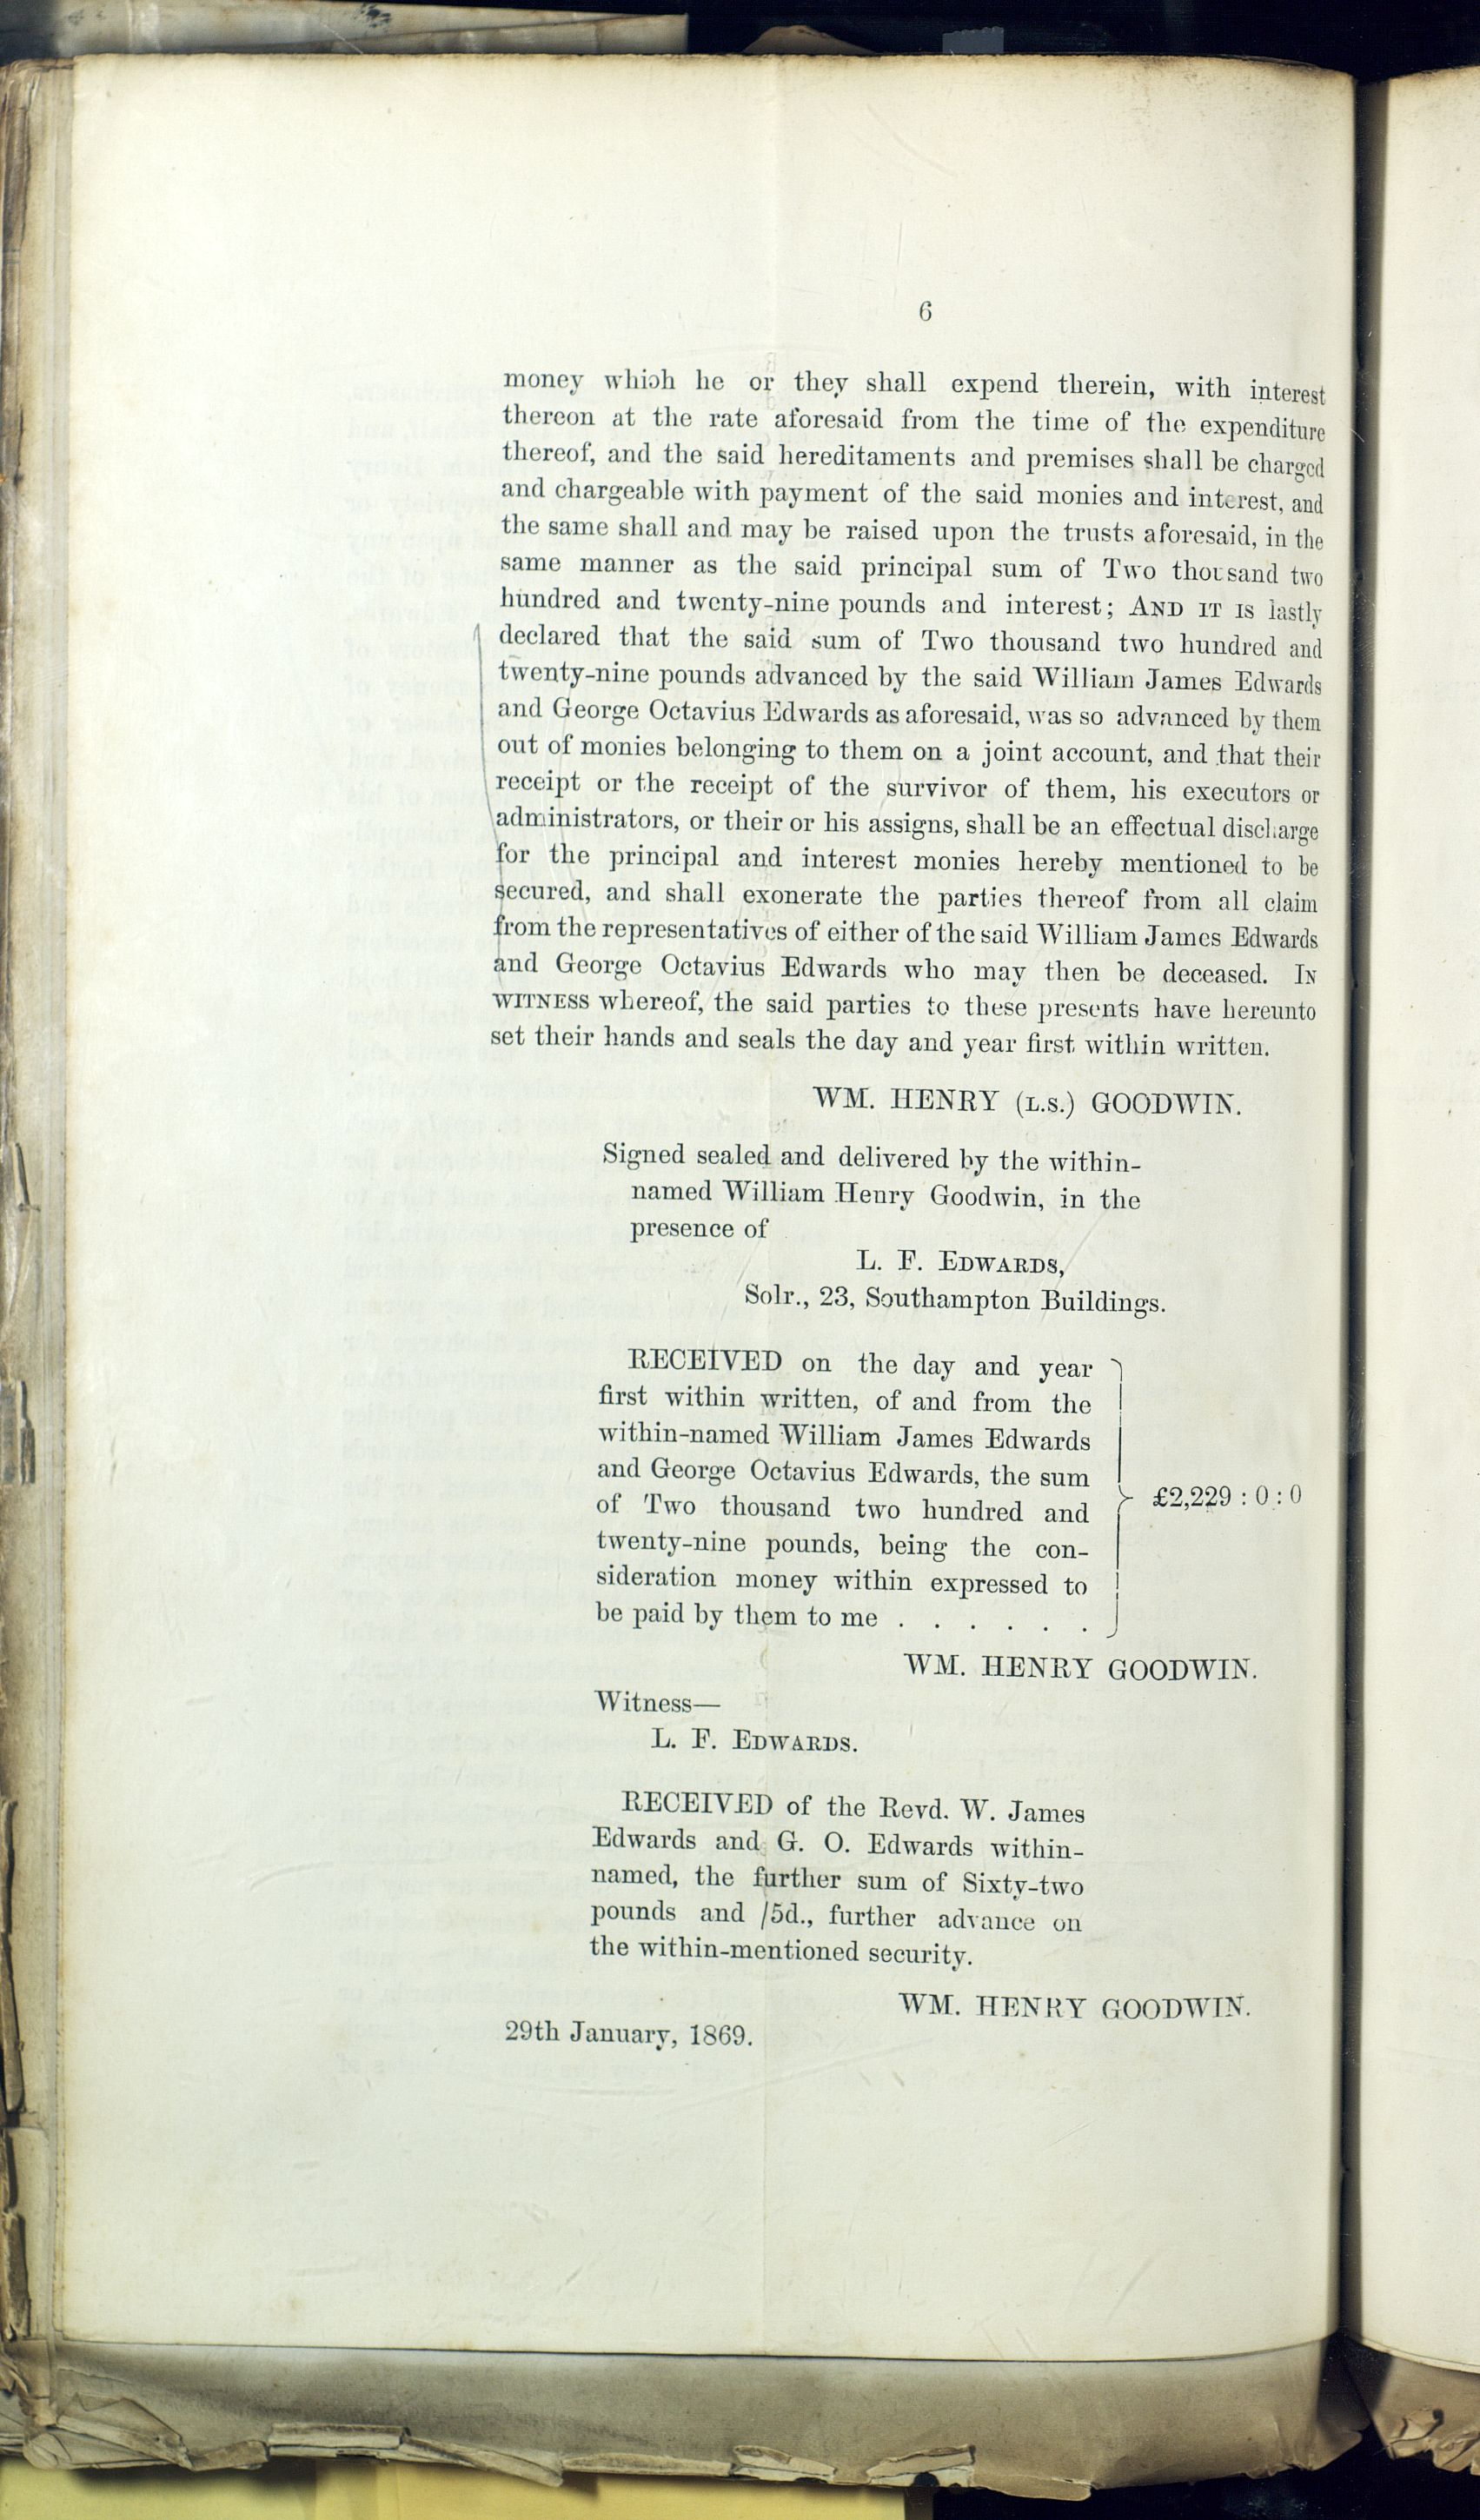 6
money which he or they shall expend therein, with interest
thereon at the rate aforesaid from the time of the expenditure
thereof, and the said hereditaments and premises shall be charged
and chargeable with payment of the said monies and interest, and
the same shall and may be raised upon the trusts aforesaid, in the
same manner as the said principal sum of Two thousand two
hundred and twenty-nine pounds and interest; AND IT IS lastly
declared that the said sum of Two thousand two hundred and
twenty-nine pounds advanced by the said William James Edwards
and George Octavius Edwards as aforesaid, was so advanced by them
out of monies belonging to them on a joint account, and that their
receipt or the receipt of the survivor of them, his executors or
administrators, or their or his assigns, shall be an effectual discharge
for the principal and interest monies hereby mentioned to be
secured, and shall exonerate the parties thereof from all claim
from the representatives of either of the said William James Edwards
and George Octavius Edwards who may then be deceased. IN
WITNESS whereof, the said parties to these presents have hereunto
set their hands and seals the day and year first within written.
WM. HENRY (L.S.) GOODWIN.
Signed sealed and delivered by the within-
named William Henry Goodwin, in the
presence of
L. F. EDWARDS,
Solr., 23, Southampton Buildings.
RECEIVED on the day and year
first within written, of and from the
within-named William James Edwards
and George Octavius Edwards, the sum
of Two thousand two hundred and
twenty-nine pounds, being the con-
sideration money within expressed to
be paid by them to me . . . . . .
£2,229 : 0 : 0
WM. HENRY GOODWIN.
Witness—
L. F. EDWARDS.
RECEIVED of the Revd. W. James
Edwards and G. O. Edwards within-
named, the further sum of Sixty-two
pounds and /5d., further advance on
the within-mentioned security.
WM. HENRY GOODWIN.
29th January, 1869.